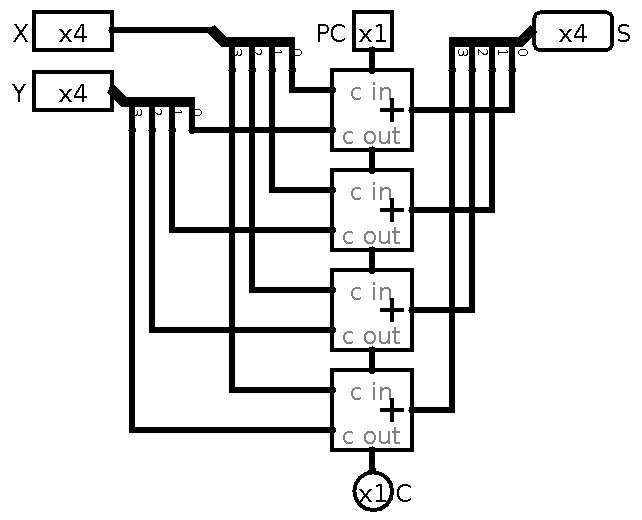 X x4 PC x1 x4 S
3 2 1 0 3 2 1 0
Y x4 c in
+
3 2 1 0 c out
c in
+
c out
c in
+
c out
c in
+
c out
x1 C